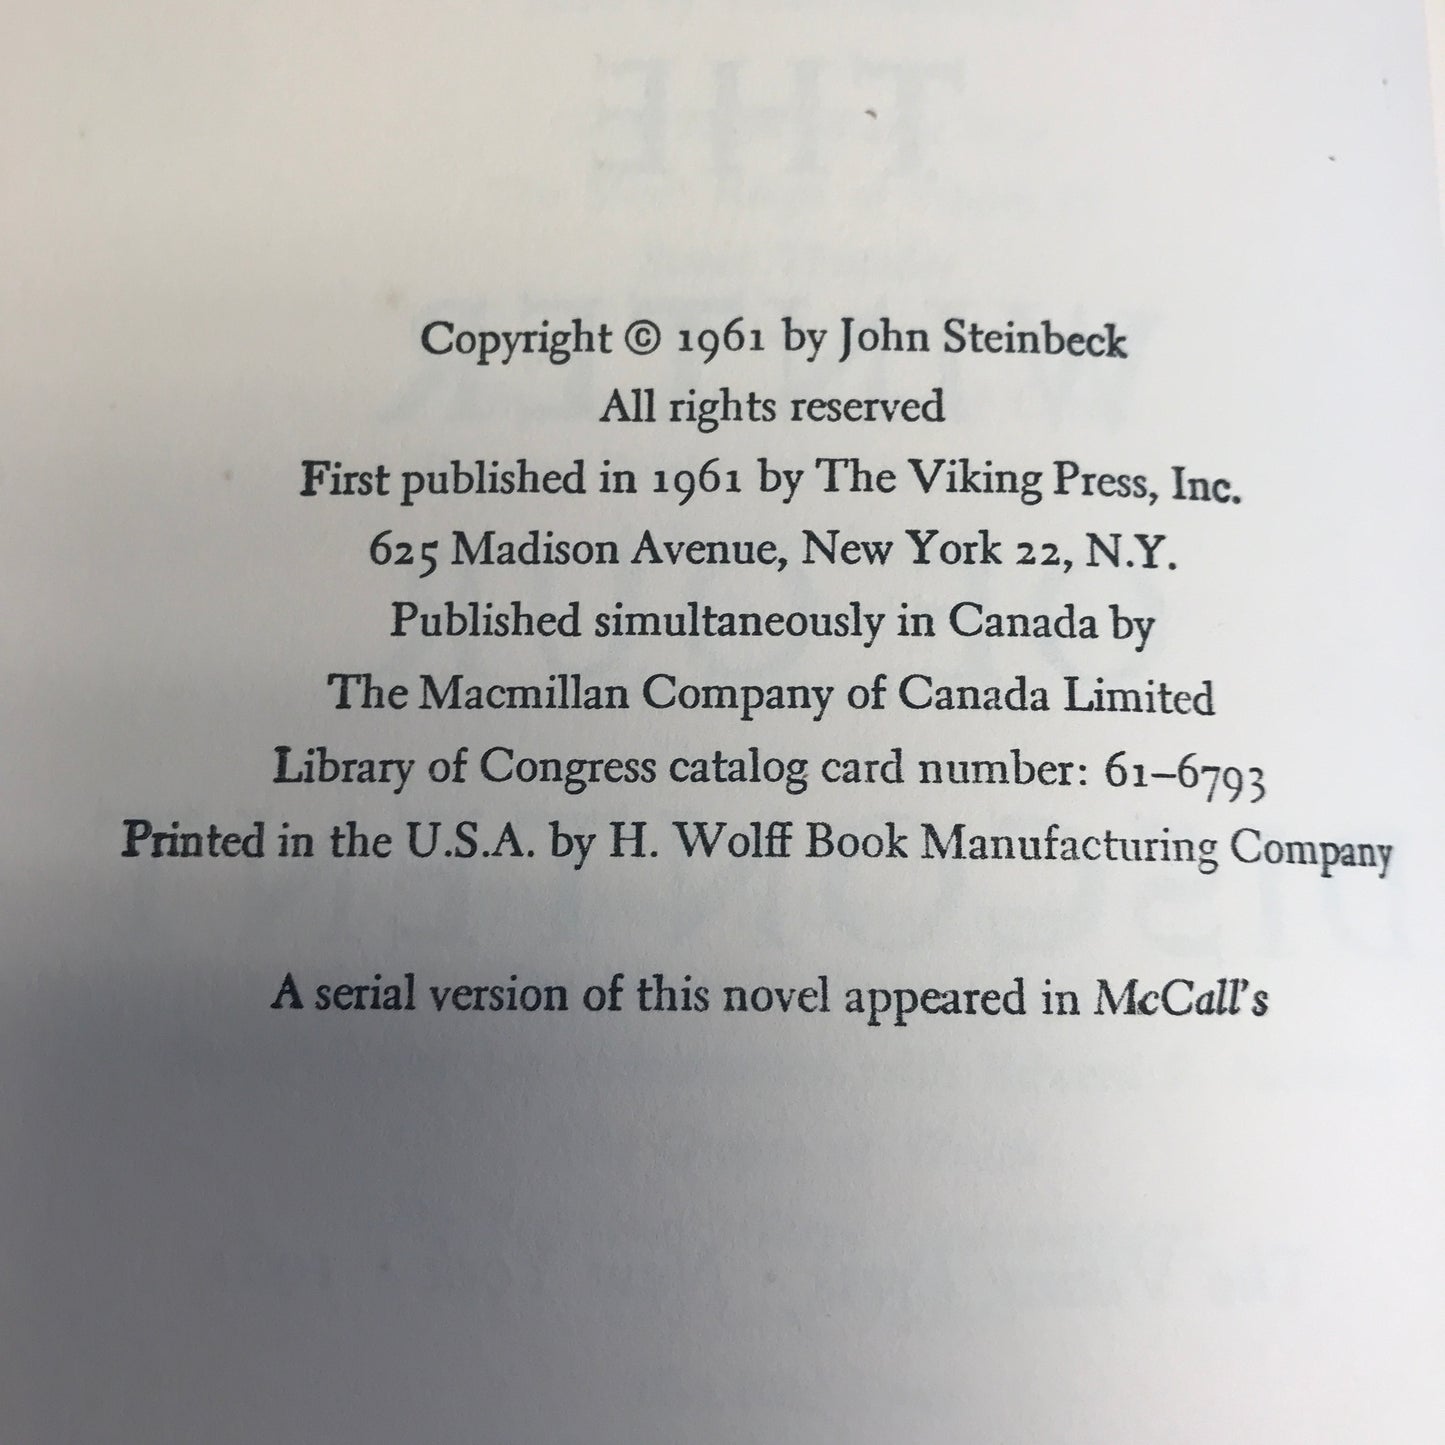 Copyright © 1961 by John Steinbeck
All rights reserved
First published in 1961 by The Viking Press, Inc.
625 Madison Avenue, New York 22, N.Y.
Published simultaneously in Canada by
The Macmillan Company of Canada Limited
Library of Congress catalog card number: 61–6793
Printed in the U.S.A. by H. Wolff Book Manufacturing Company
A serial version of this novel appeared in McCall's